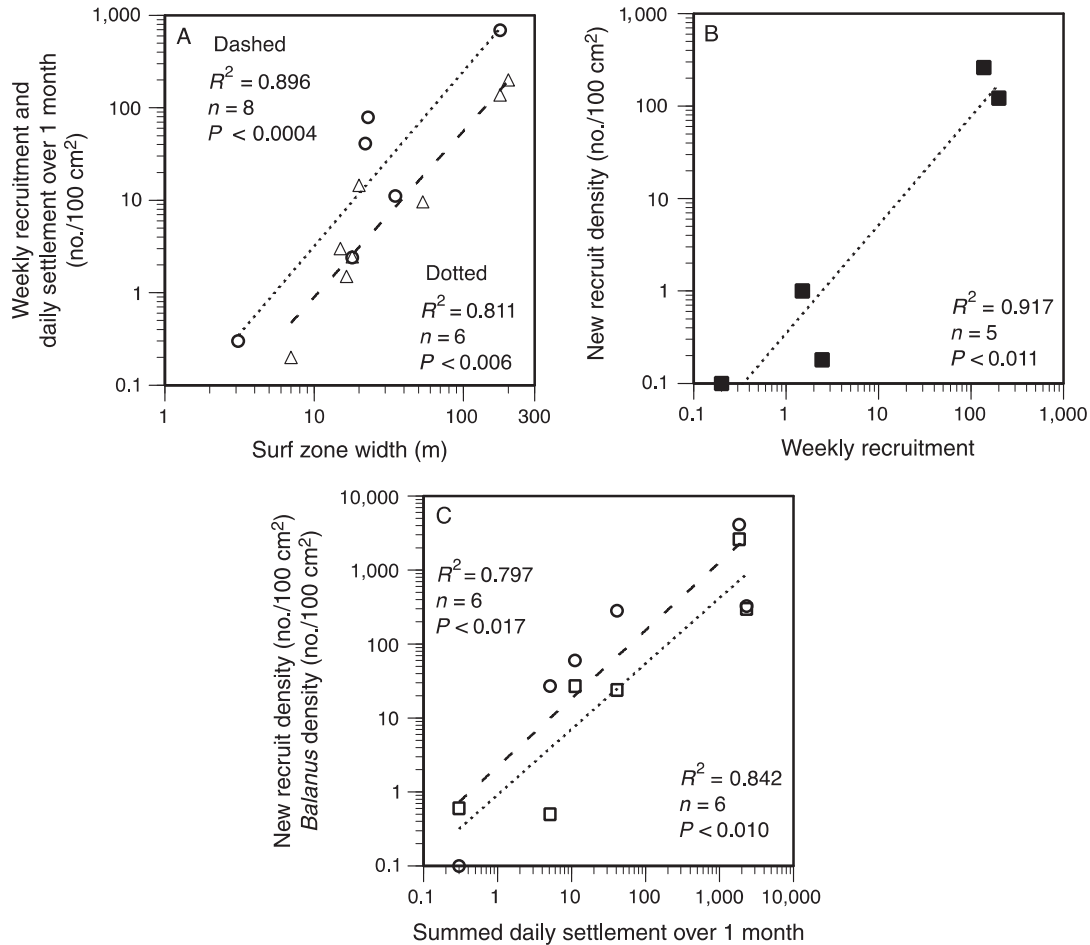 A
Dashed
R² = 0.896
n = 8
P < 0.0004
Dotted
R² = 0.811
n = 6
P < 0.006
1,000
100
10
1
0.1
1
10
100
300
Surf zone width (m)
Weekly recruitment and
daily settlement over 1 month
(no./100 cm²)
B
R² = 0.917
n = 5
P < 0.011
1,000
100
10
1
0.1
0.1
1
10
100
1,000
Weekly recruitment
New recruit density (no./100 cm²)
C
R² = 0.797
n = 6
P < 0.017
R² = 0.842
n = 6
P < 0.010
10,000
1,000
100
10
1
0.1
0.1
1
10
100
1,000
10,000
Summed daily settlement over 1 month
New recruit density (no./100 cm²)
Balanus density (no./100 cm²)